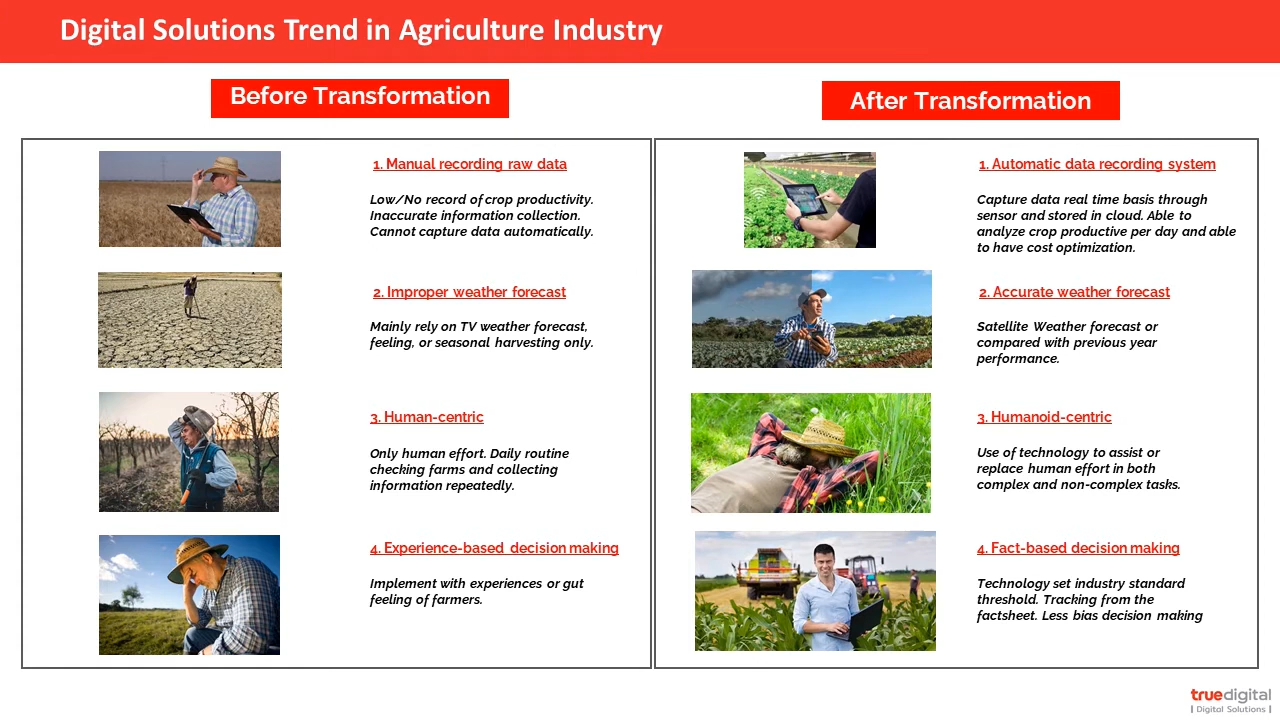 Digital Solutions Trend in Agriculture Industry
Before Transformation
1. Manual recording raw data
Low/No record of crop productivity.
Inaccurate information collection.
Cannot capture data automatically.
2. Improper weather forecast
Mainly rely on TV weather forecast,
feeling, or seasonal harvesting only.
3. Human-centric
Only human effort. Daily routine
checking farms and collecting
information repeatedly.
4. Experience-based decision making
Implement with experiences or gut
feeling of farmers.
After Transformation
1. Automatic data recording system
Capture data real time basis through
sensor and stored in cloud. Able to
analyze crop productive per day and able
to have cost optimization.
2. Accurate weather forecast
Satellite Weather forecast or
compared with previous year
performance.
3. Humanoid-centric
Use of technology to assist or
replace human effort in both
complex and non-complex tasks.
4. Fact-based decision making
Technology set industry standard
threshold. Tracking from the
factsheet. Less bias decision making
truedigital
| Digital Solutions |